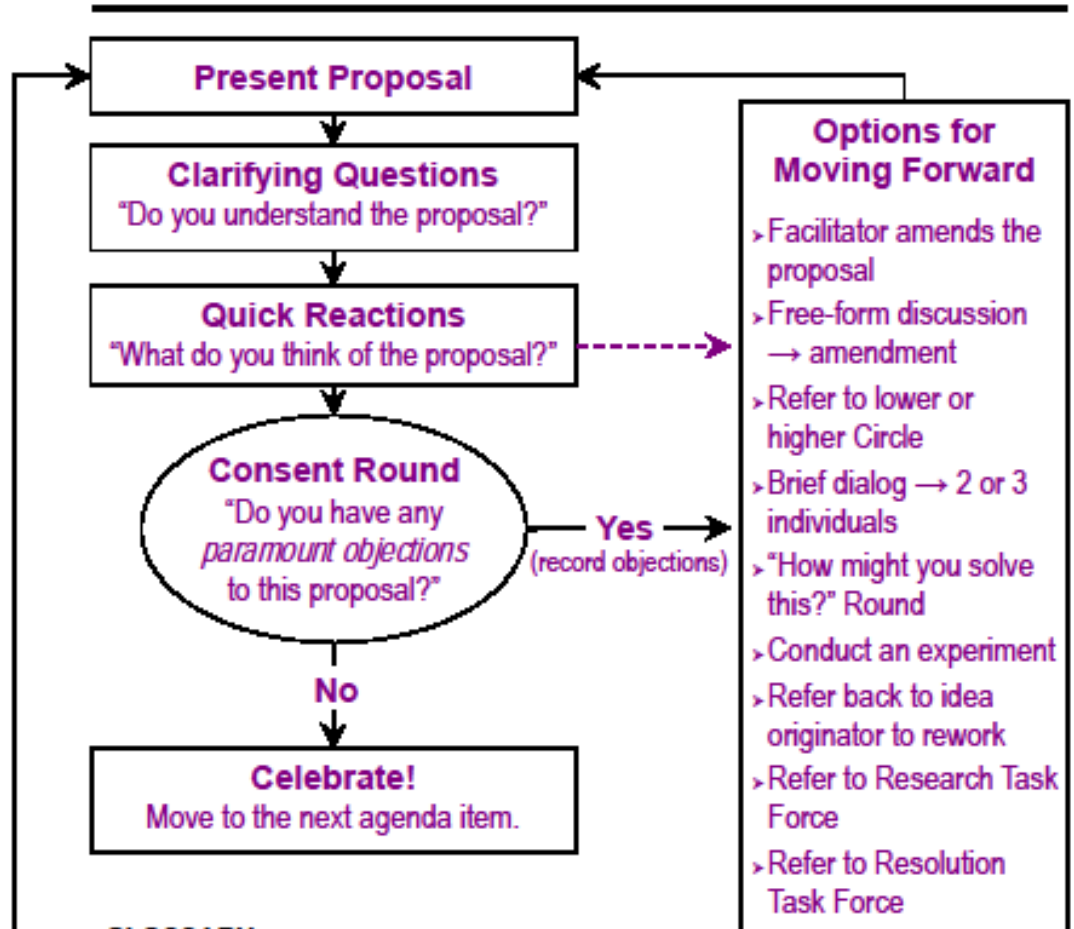 Present Proposal
Clarifying Questions
“Do you understand the proposal?”
Quick Reactions
“What do you think of the proposal?”
Consent Round
“Do you have any
paramount objections
to this proposal?”
Yes
(record objections)
No
Celebrate!
Move to the next agenda item.
Options for
Moving Forward
➢Facilitator amends the
proposal
➢Free-form discussion
→ amendment
➢Refer to lower or
higher Circle
➢Brief dialog → 2 or 3
individuals
➢“How might you solve
this?” Round
➢Conduct an experiment
➢Refer back to idea
originator to rework
➢Refer to Research Task
Force
➢Refer to Resolution
Task Force